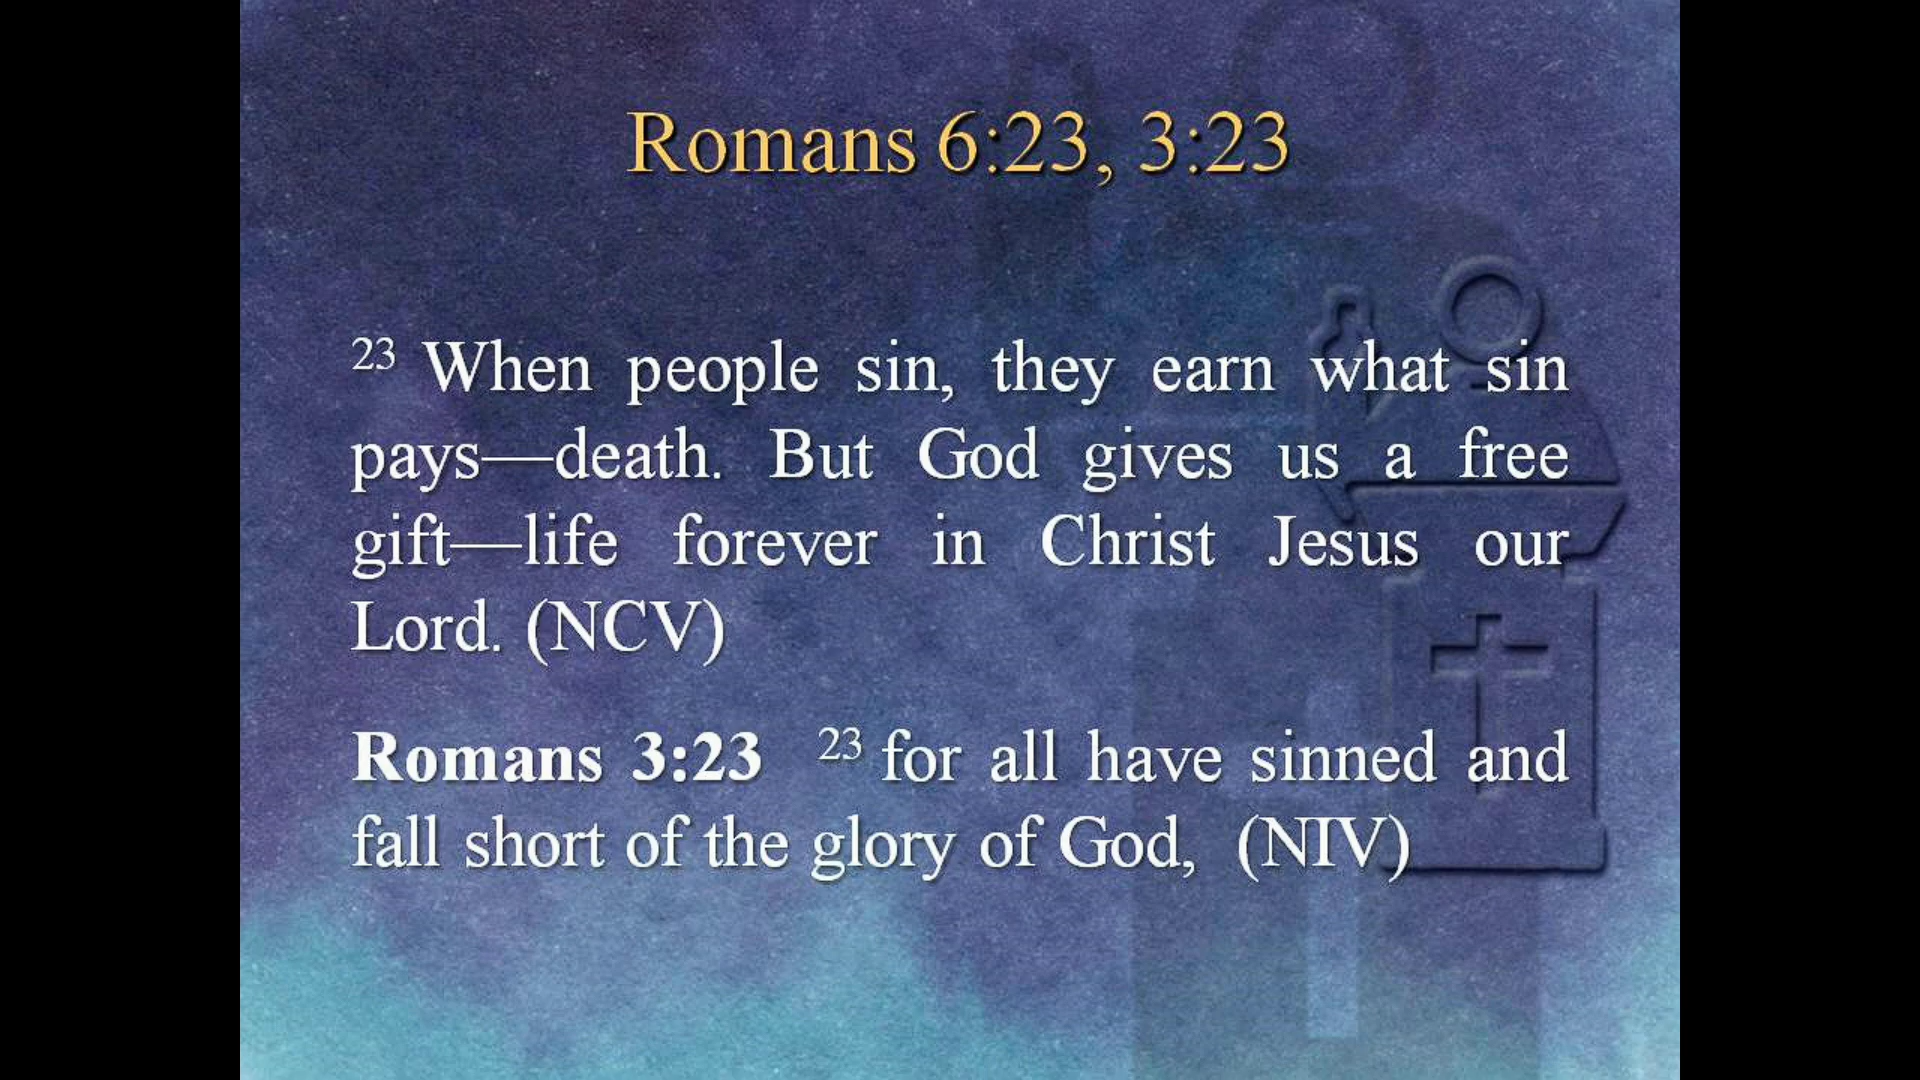 Romans 6:23, 3:23
23 When people sin, they earn what sin
pays—death. But God gives us a free
gift—life forever in Christ Jesus our
Lord. (NCV)
Romans 3:23 23 for all have sinned and
fall short of the glory of God, (NIV)